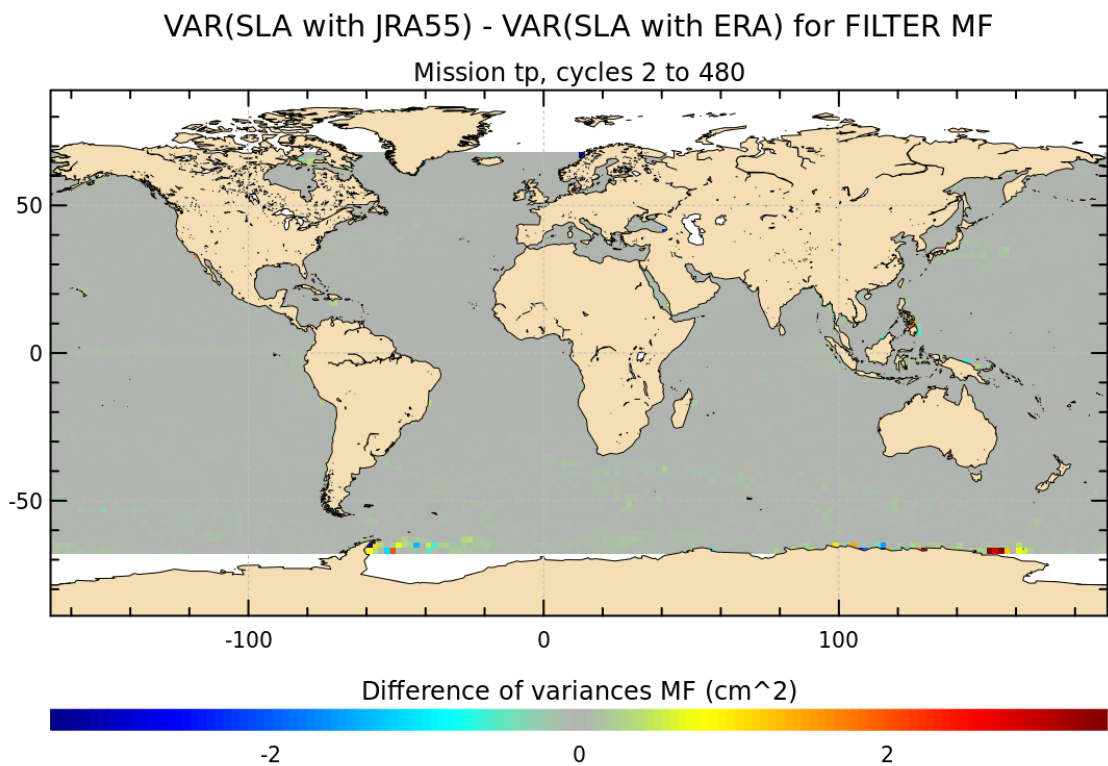 VAR(SLA with JRA55) - VAR(SLA with ERA) for FILTER MF
Mission tp, cycles 2 to 480
50
0
-50
-100 0 100
Difference of variances MF (cm^2)
-2 0 2